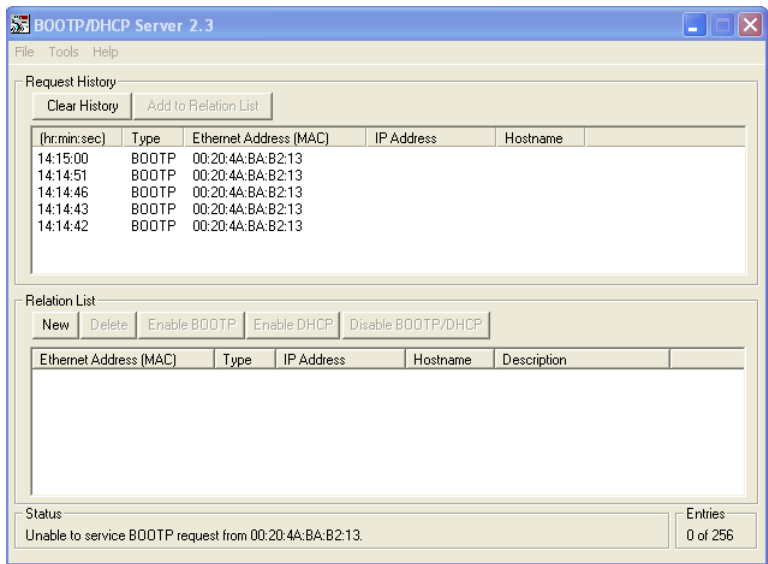 BOOTP/DHCP Server 2.3
File Tools Help
Request History
Clear History Add to Relation List
(hr:min:sec) Type Ethernet Address (MAC) IP Address Hostname
14:15:00 BOOTP 00:20:4A:BA:B2:13
14:14:51 BOOTP 00:20:4A:BA:B2:13
14:14:46 BOOTP 00:20:4A:BA:B2:13
14:14:43 BOOTP 00:20:4A:BA:B2:13
14:14:42 BOOTP 00:20:4A:BA:B2:13
Relation List
New Delete Enable BOOTP Enable DHCP Disable BOOTP/DHCP
Ethernet Address (MAC) Type IP Address Hostname Description
Status Entries
Unable to service BOOTP request from 00:20:4A:BA:B2:13. 0 of 256